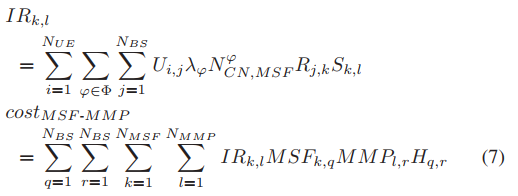 IR_{k,l}
= \sum_{i=1}^{N_{UE}} \sum_{\varphi \in \Phi} \sum_{j=1}^{N_{BS}} U_{i,j} \lambda_{\varphi} N_{CN,MSF}^{\varphi} R_{j,k} S_{k,l}
cost_{MSF-MMP}
= \sum_{q=1}^{N_{BS}} \sum_{r=1}^{N_{BS}} \sum_{k=1}^{N_{MSF}} \sum_{l=1}^{N_{MMP}} IR_{k,l} MSF_{k,q} MMP_{l,r} H_{q,r} (7)